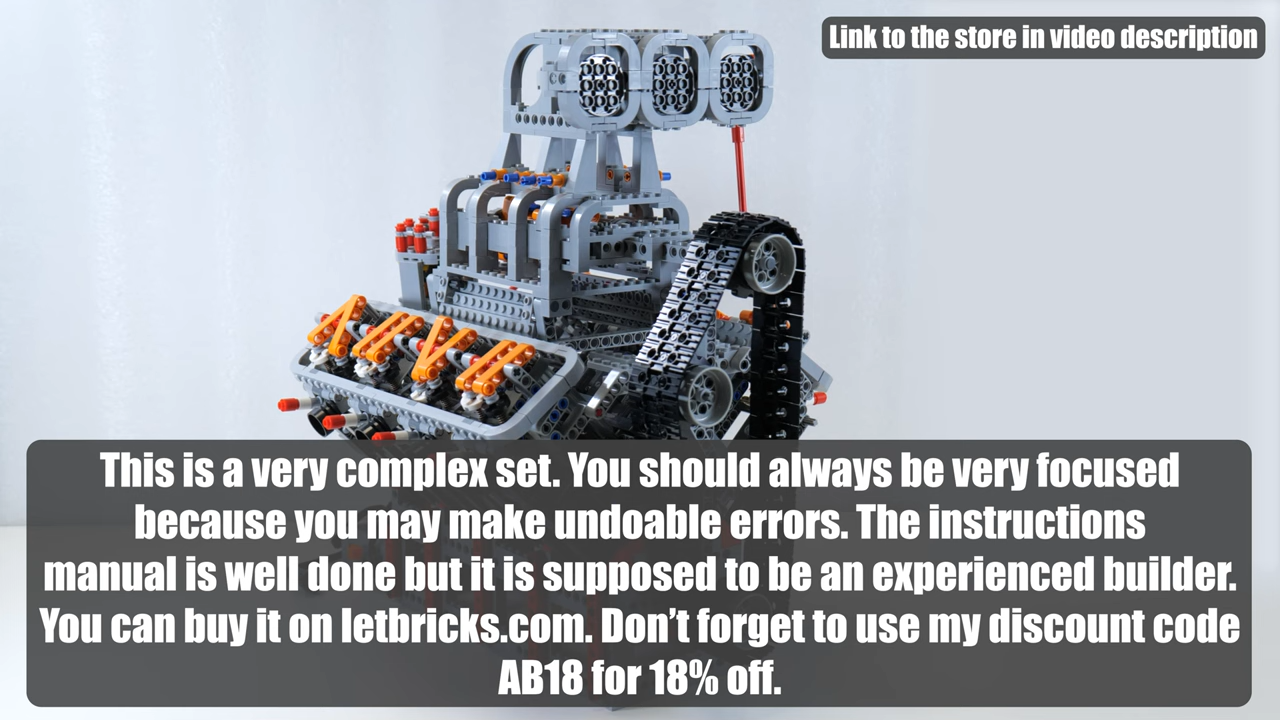 Link to the store in video description
This is a very complex set. You should always be very focused
because you may make undoable errors. The instructions
manual is well done but it is supposed to be an experienced builder.
You can buy it on letbricks.com. Don’t forget to use my discount code
AB18 for 18% off.